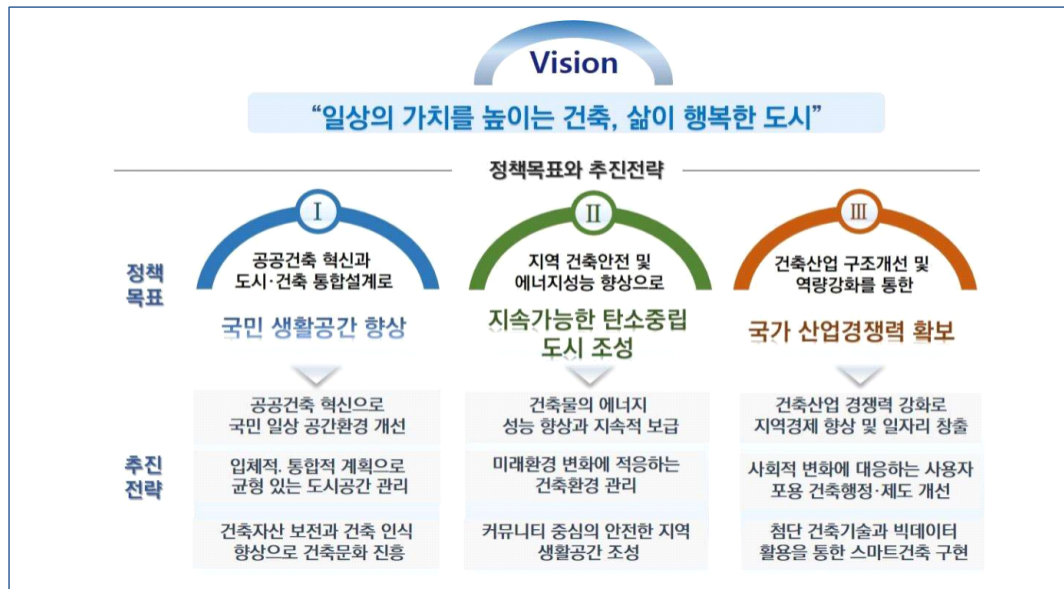 Vision
“일상의 가치를 높이는 건축, 삶이 행복한 도시”
정책목표와 추진전략
정책
목표
I
공공건축 혁신과
도시·건축 통합설계로
국민 생활공간 향상
II
지역 건축안전 및
에너지성능 향상으로
지속가능한 탄소중립
도시 조성
III
건축산업 구조개선 및
역량강화를 통한
국가 산업경쟁력 확보
추진
전략
공공건축 혁신으로
국민 일상 공간환경 개선
건축물의 에너지
성능 향상과 지속적 보급
건축산업 경쟁력 강화로
지역경제 향상 및 일자리 창출
입체적, 통합적 계획으로
균형 있는 도시공간 관리
미래환경 변화에 적응하는
건축환경 관리
사회적 변화에 대응하는 사용자
포용 건축행정·제도 개선
건축자산 보전과 건축 인식
향상으로 건축문화 진흥
커뮤니티 중심의 안전한 지역
생활공간 조성
첨단 건축기술과 빅데이터
활용을 통한 스마트건축 구현